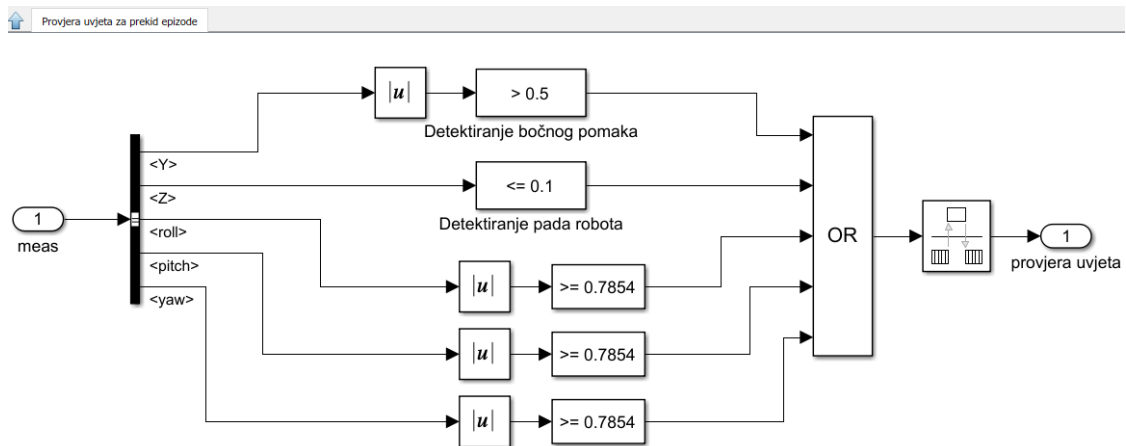 Provjera uvjeta za prekid epizode
|u|
> 0.5
Detektiranje bočnog pomaka
<Y>
<= 0.1
<Z>
Detektiranje pada robota
1
meas
<roll>
OR
1
provjera uvjeta
<pitch>
|u|
>= 0.7854
<yaw>
|u|
>= 0.7854
|u|
>= 0.7854